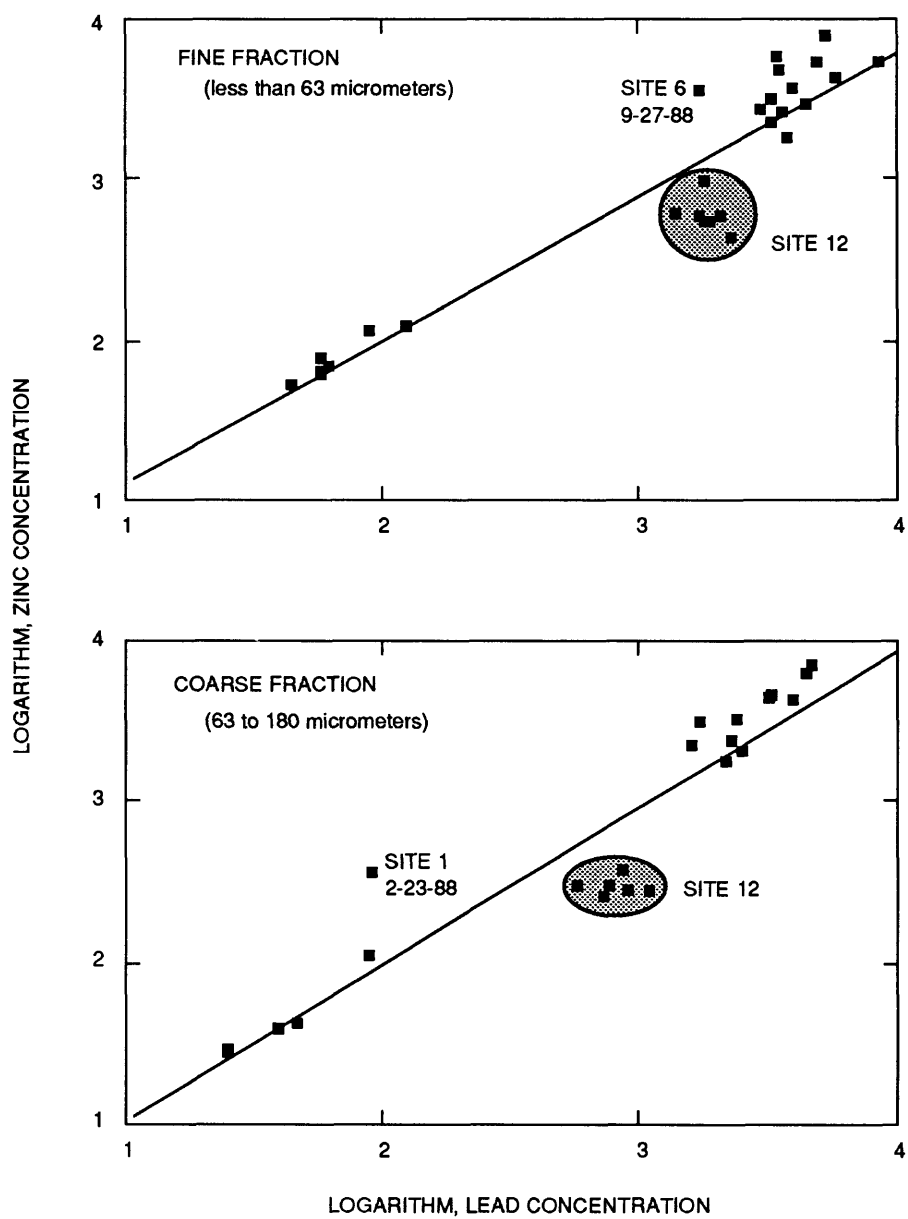 4
FINE FRACTION
(less than 63 micrometers)
SITE 6
9-27-88
3
SITE 12
2
1
1 2 3 4
LOGARITHM, ZINC CONCENTRATION
4
COARSE FRACTION
(63 to 180 micrometers)
3
SITE 1
2-23-88
SITE 12
2
1
1 2 3 4
LOGARITHM, LEAD CONCENTRATION